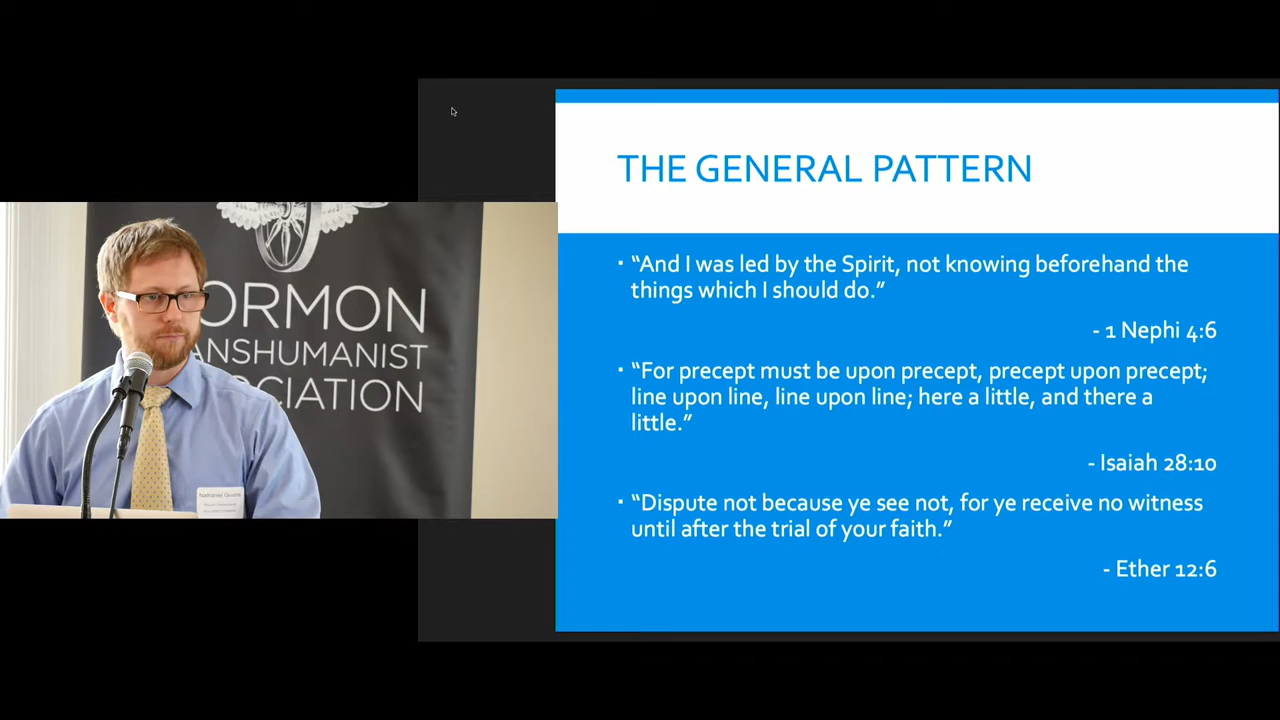 ORMON
ANSHUMANIST
CIATION
Nathaniel Givens
THE GENERAL PATTERN
▪ “And I was led by the Spirit, not knowing beforehand the
things which I should do.”
- 1 Nephi 4:6
▪ “For precept must be upon precept, precept upon precept;
line upon line, line upon line; here a little, and there a
little.”
- Isaiah 28:10
▪ “Dispute not because ye see not, for ye receive no witness
until after the trial of your faith.”
- Ether 12:6